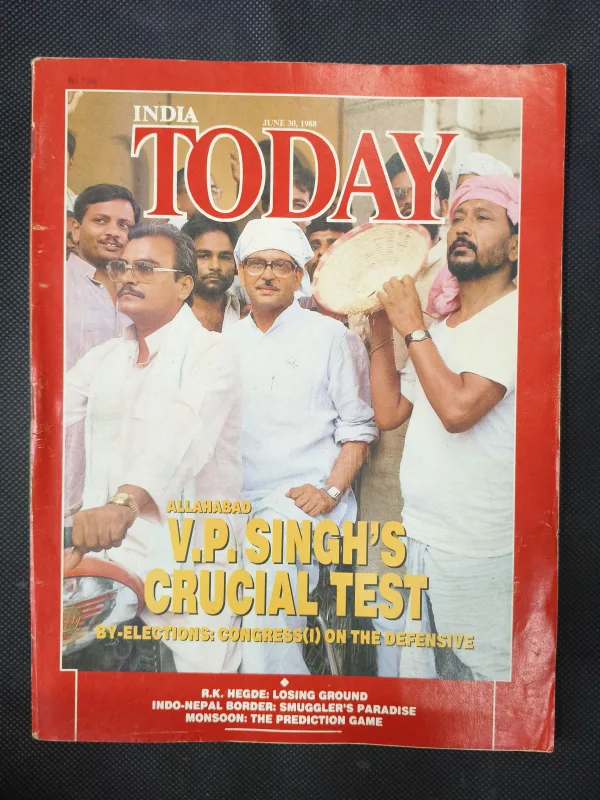 INDIA
JUNE 30, 1988
TODAY
ALLAHABAD
V.P. SINGH'S
CRUCIAL TEST
BY-ELECTIONS: CONGRESS(I) ON THE DEFENSIVE
R.K. HEGDE: LOSING GROUND
INDO-NEPAL BORDER: SMUGGLER'S PARADISE
MONSOON: THE PREDICTION GAME